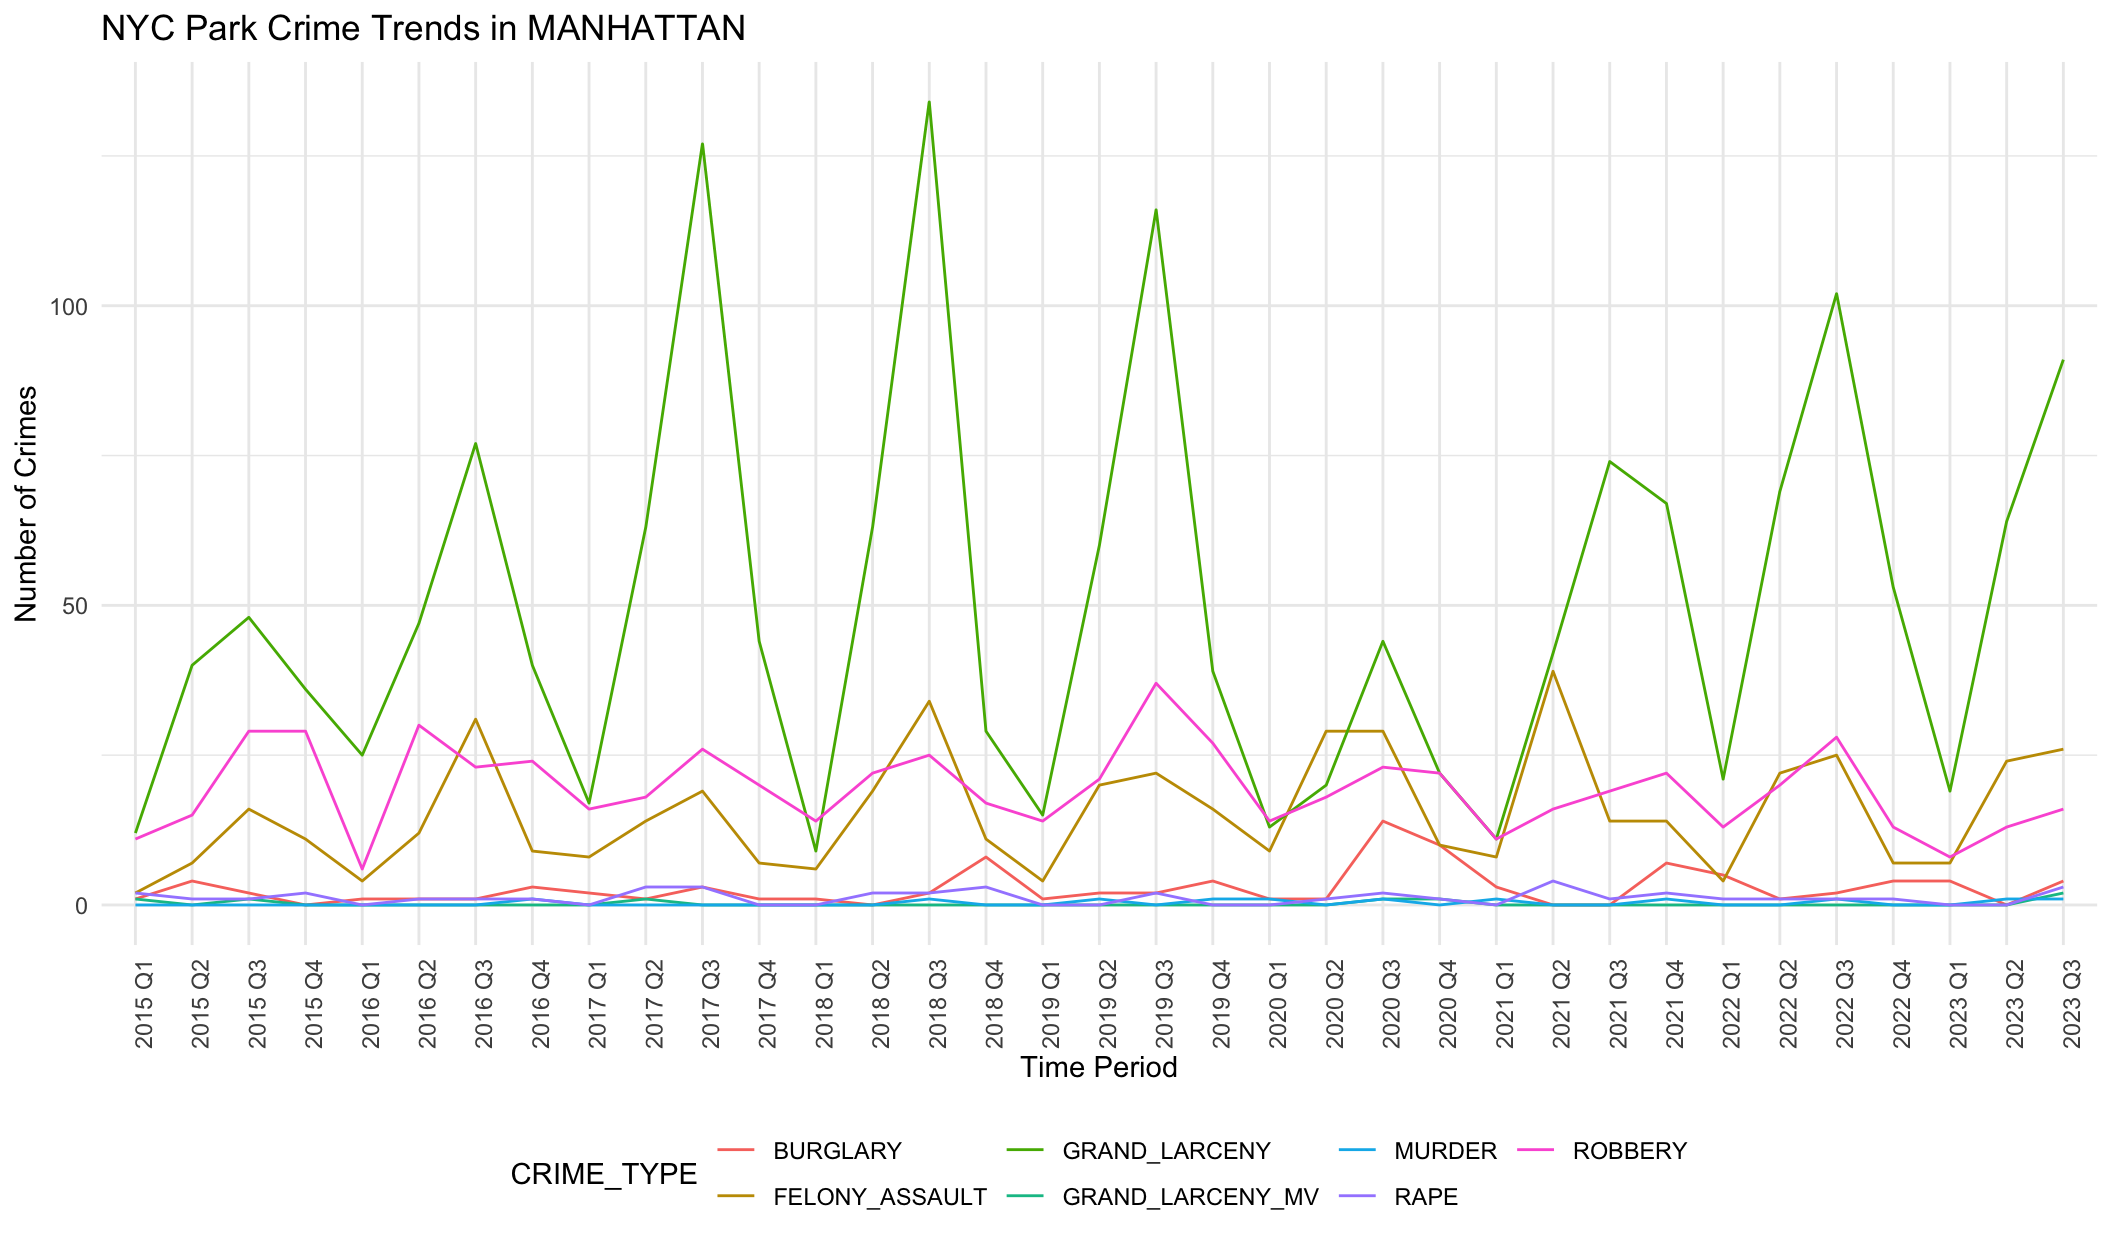 NYC Park Crime Trends in MANHATTAN
Number of Crimes
100
50
0
2015 Q1
2015 Q2
2015 Q3
2015 Q4
2016 Q1
2016 Q2
2016 Q3
2016 Q4
2017 Q1
2017 Q2
2017 Q3
2017 Q4
2018 Q1
2018 Q2
2018 Q3
2018 Q4
2019 Q1
2019 Q2
2019 Q3
2019 Q4
2020 Q1
2020 Q2
2020 Q3
2020 Q4
2021 Q1
2021 Q2
2021 Q3
2021 Q4
2022 Q1
2022 Q2
2022 Q3
2022 Q4
2023 Q1
2023 Q2
2023 Q3
Time Period
CRIME_TYPE
BURGLARY
GRAND_LARCENY
MURDER
ROBBERY
FELONY_ASSAULT
GRAND_LARCENY_MV
RAPE